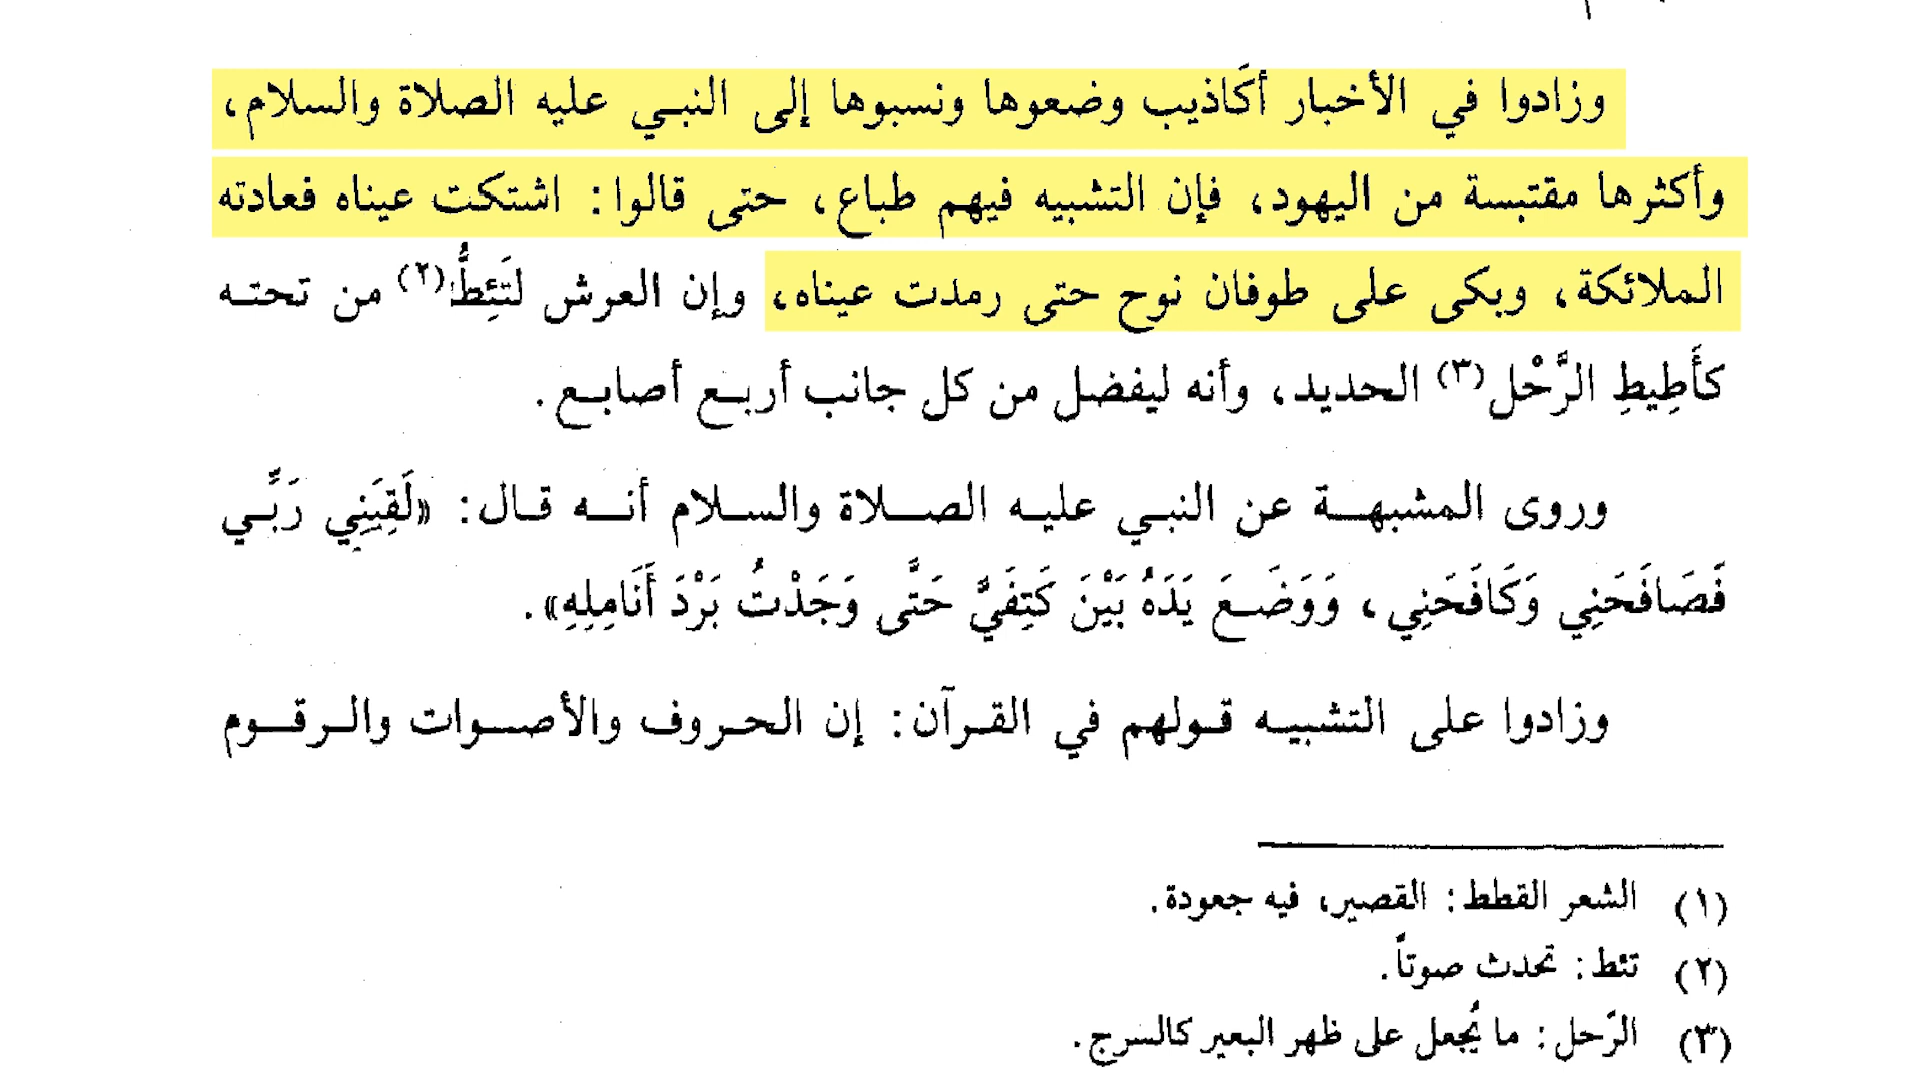 وزادوا في الأخبار أكَاذيب وضعوها ونسبوها إلى النبي عليه الصلاة والسلام،
وأكثرها مقتبسة من اليهود، فإن التشبيه فيهم طباع، حتى قالوا: اشتكت عيناه فعادته
الملائكة، وبكى على طوفان نوح حتى رمدت عيناه، وإن العرش لتَئِطُّ(٢) من تحته
كأَطِيطِ الرَّحْل(٣) الحديد، وأنه ليفضل من كل جانب أربع أصابع.
وروى المشبهة عن النبي عليه الصلاة والسلام أنه قال: «لَقِيَنِي رَبِّي
فَصَافَحَنِي وَكَافَحَنِي، وَوَضَعَ يَدَهُ بَيْنَ كَتِفَيَّ حَتَّى وَجَدْتُ بَرْدَ أَنَامِلِهِ».
وزادوا على التشبيه قولهم في القرآن: إن الحروف والأصوات والرقوم
(١) الشعر القطط: القصير، فيه جعودة.
(٢) تئط: تحدث صوتاً.
(٣) الرّحل: ما يُجعل على ظهر البعير كالسرج.